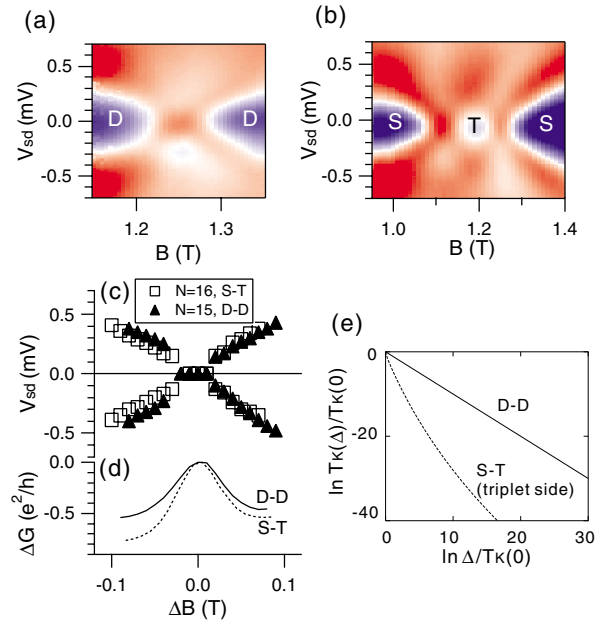 (a)
(b)
V_sd (mV)
0.5
0.0
-0.5
D
D
1.2
1.3
B (T)
V_sd (mV)
0.5
0.0
-0.5
S
T
S
1.0
1.2
1.4
B (T)
(c)
N=16, S-T
N=15, D-D
V_sd (mV)
0.5
0.0
-0.5
(d)
ΔG (e²/h)
0.0
-0.5
D-D
S-T
-0.1
0.0
0.1
ΔB (T)
(e)
ln TK(Δ)/TK(0)
0
-20
-40
D-D
S-T
(triplet side)
0
10
20
30
ln Δ/TK(0)